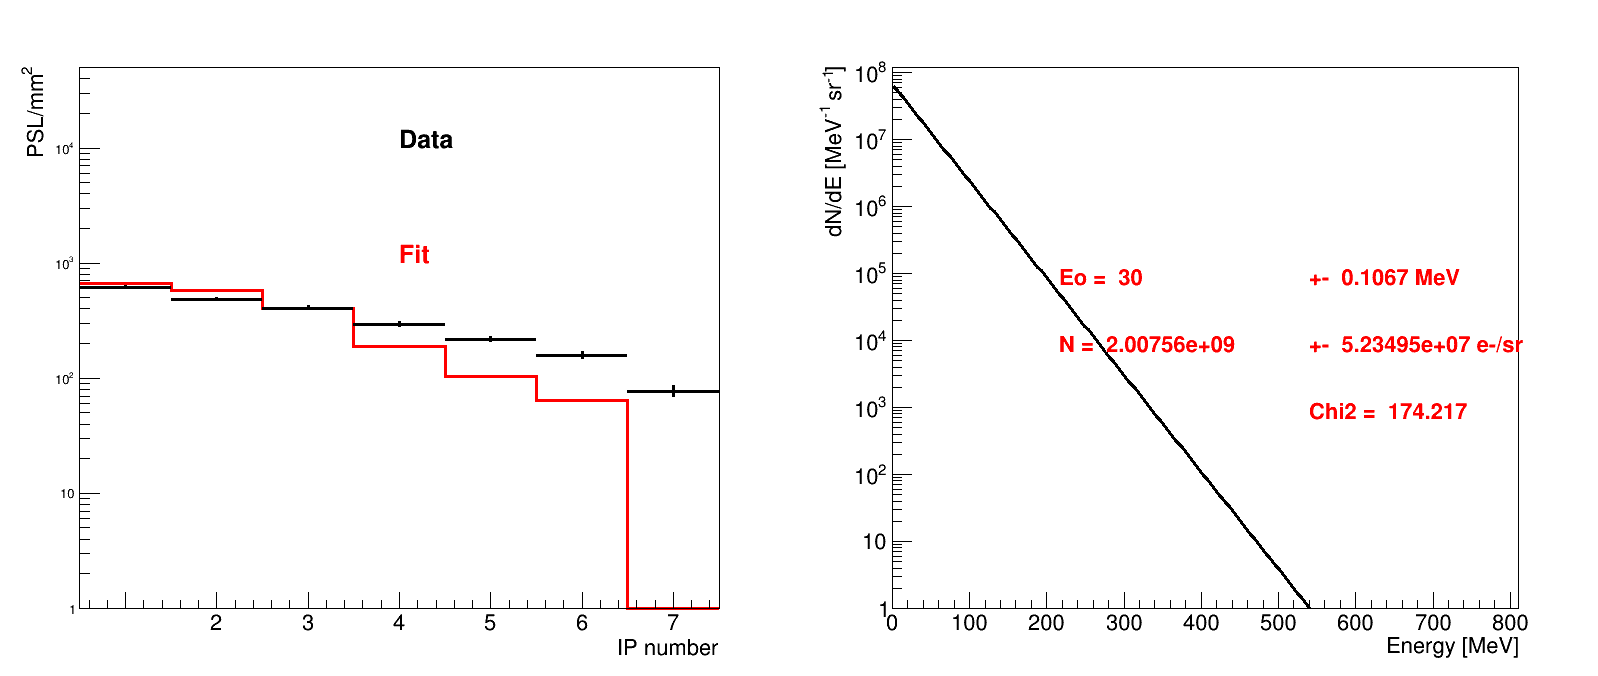 PSL/mm²
10⁴
10³
10²
10
1
Data
Fit
2 3 4 5 6 7
IP number
dN/dE [MeV⁻¹ sr⁻¹]
10⁸
10⁷
10⁶
10⁵
10⁴
10³
10²
10
1
Eo = 30 +- 0.1067 MeV
N = 2.00756e+09 +- 5.23495e+07 e-/sr
Chi2 = 174.217
0 100 200 300 400 500 600 700 800
Energy [MeV]